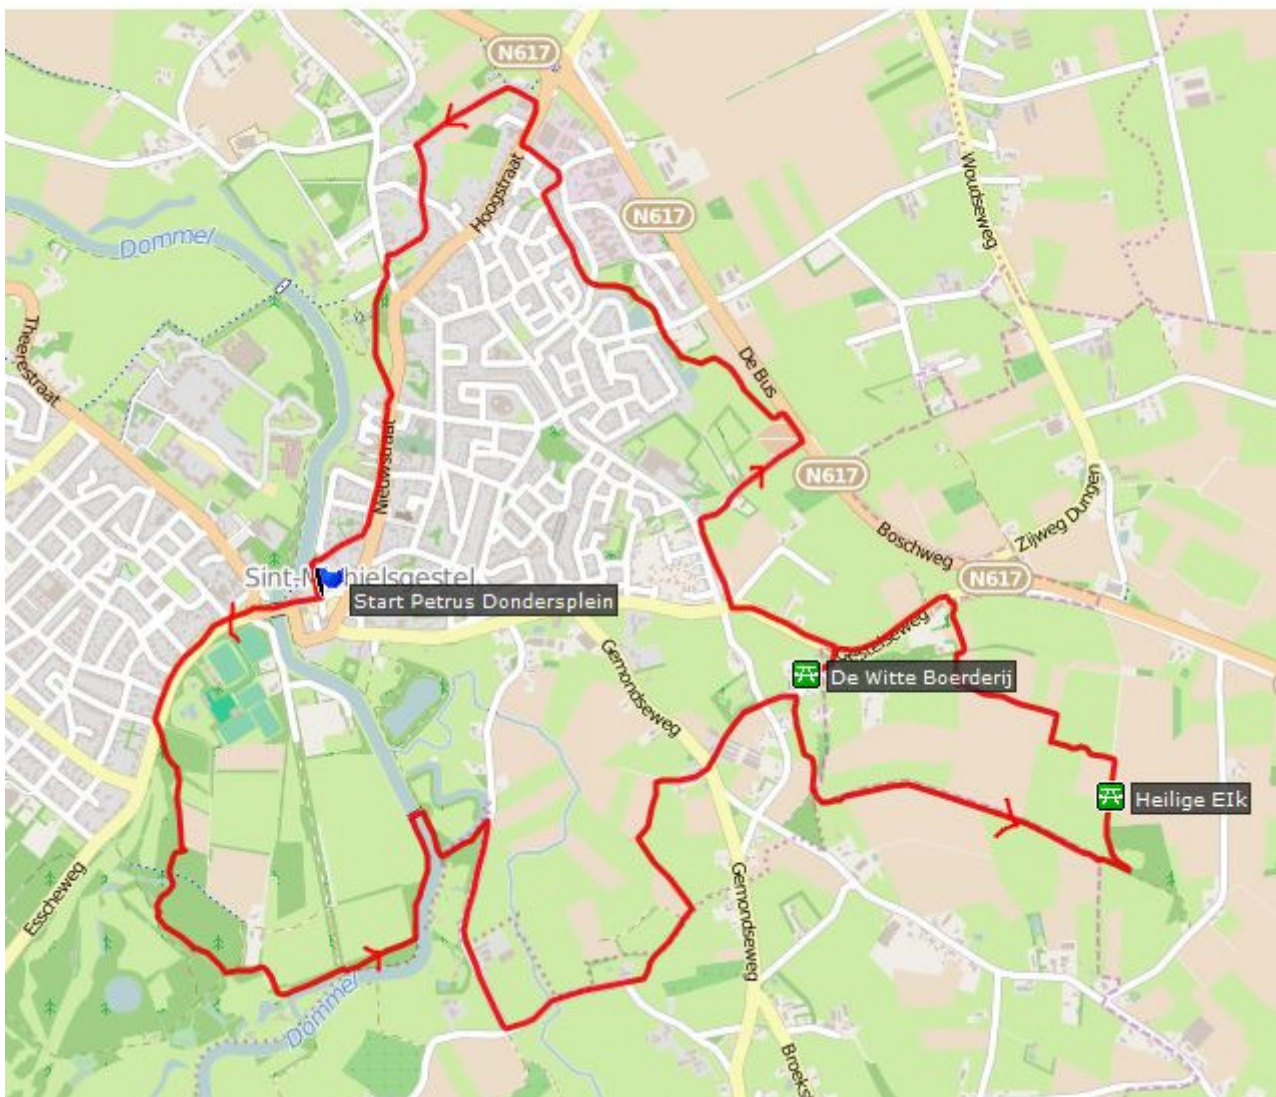 N617
Hoogstraat
Woudseweg
N617
Dommel
Theerestraat
De Bus
Nieuwstraat
N617
Boschweg
Zijweg Dungen
N617
Start Petrus Dondersplein
Gestelseweg
Gemondseweg
De Witte Boerderij
Heilige EIk
Esscheweg
Gemondseweg
Dommel